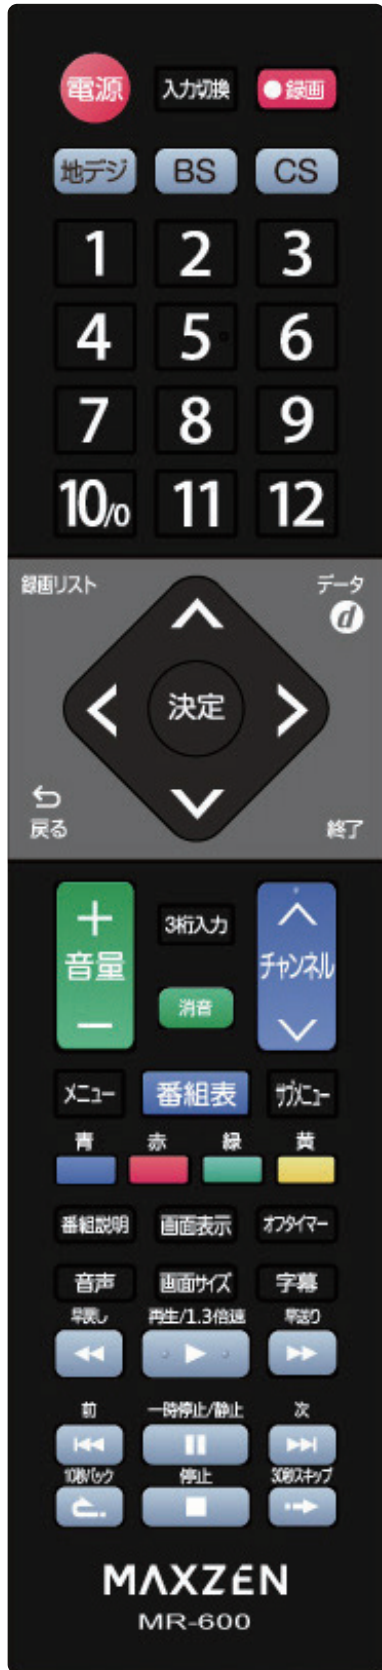 電源 入力切換 ●録画
地デジ BS CS
1 2 3
4 5 6
7 8 9
10/0 11 12
録画リスト データ
d
決定
戻る 終了
+ 3桁入力
音量 チャンネル
− 消音
メニュー 番組表 サブメニュー
青 赤 緑 黄
番組説明 画面表示 オフタイマー
音声 画面サイズ 字幕
早戻し 再生/1.3倍速 早送り
前 一時停止/静止 次
10秒バック 停止 30秒スキップ
MAXZEN
MR-600